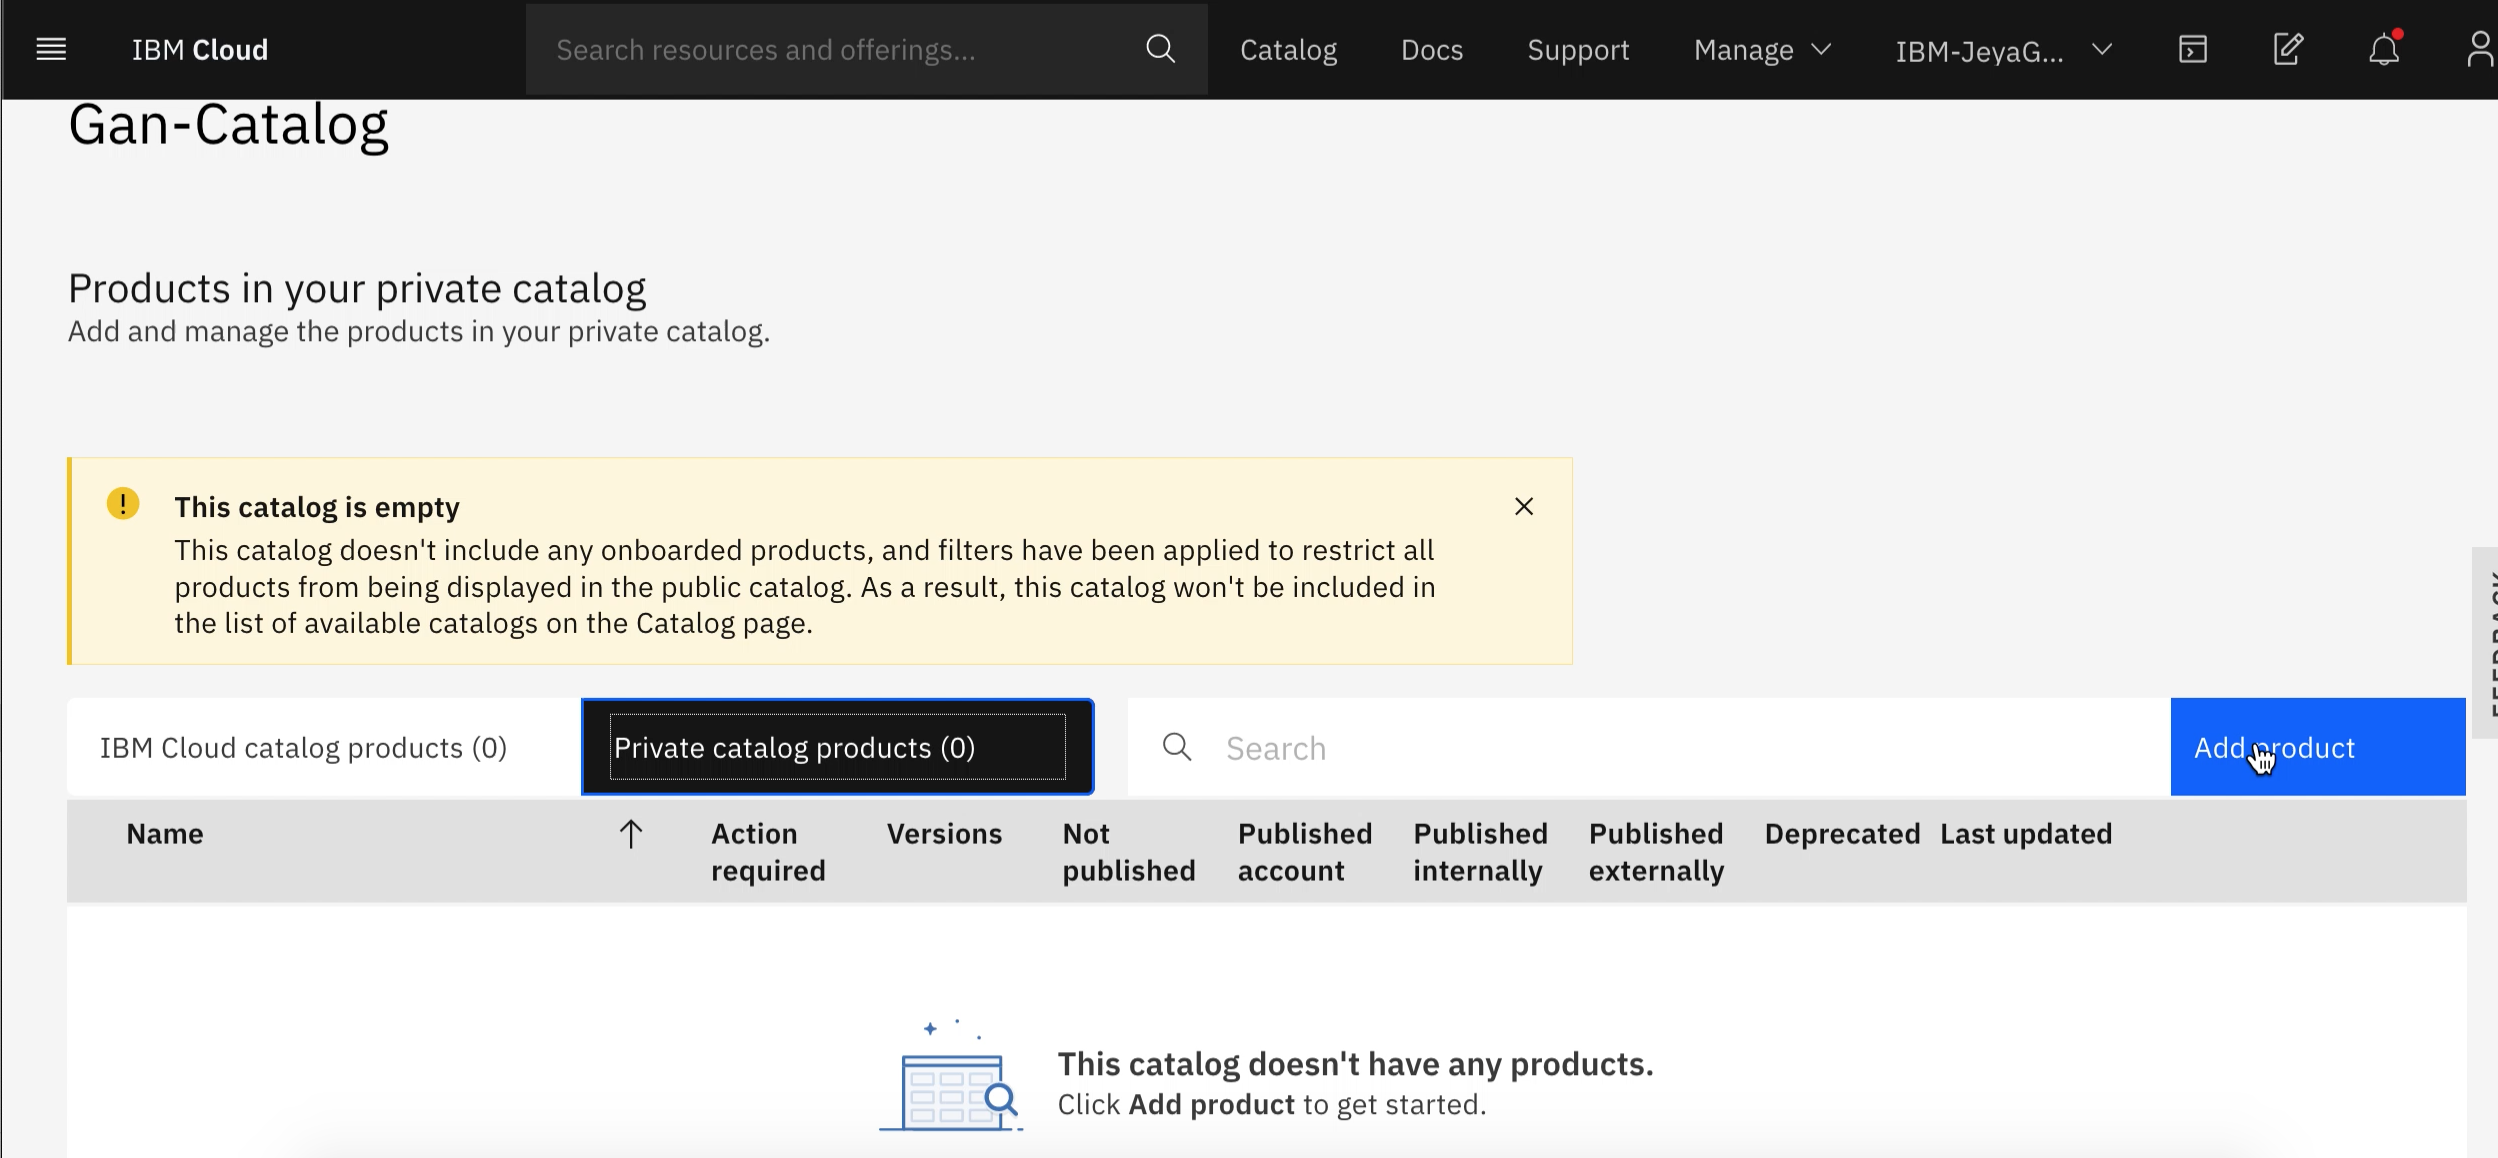 IBM Cloud
Search resources and offerings...
Catalog
Docs
Support
Manage
IBM-JeyaG...
Gan-Catalog
Products in your private catalog
Add and manage the products in your private catalog.
This catalog is empty
This catalog doesn't include any onboarded products, and filters have been applied to restrict all
products from being displayed in the public catalog. As a result, this catalog won't be included in
the list of available catalogs on the Catalog page.
FEEDBACK
IBM Cloud catalog products (0)
Private catalog products (0)
Search
Add product
Name
Action
required
Versions
Not
published
Published
account
Published
internally
Published
externally
Deprecated
Last updated
This catalog doesn't have any products.
Click Add product to get started.